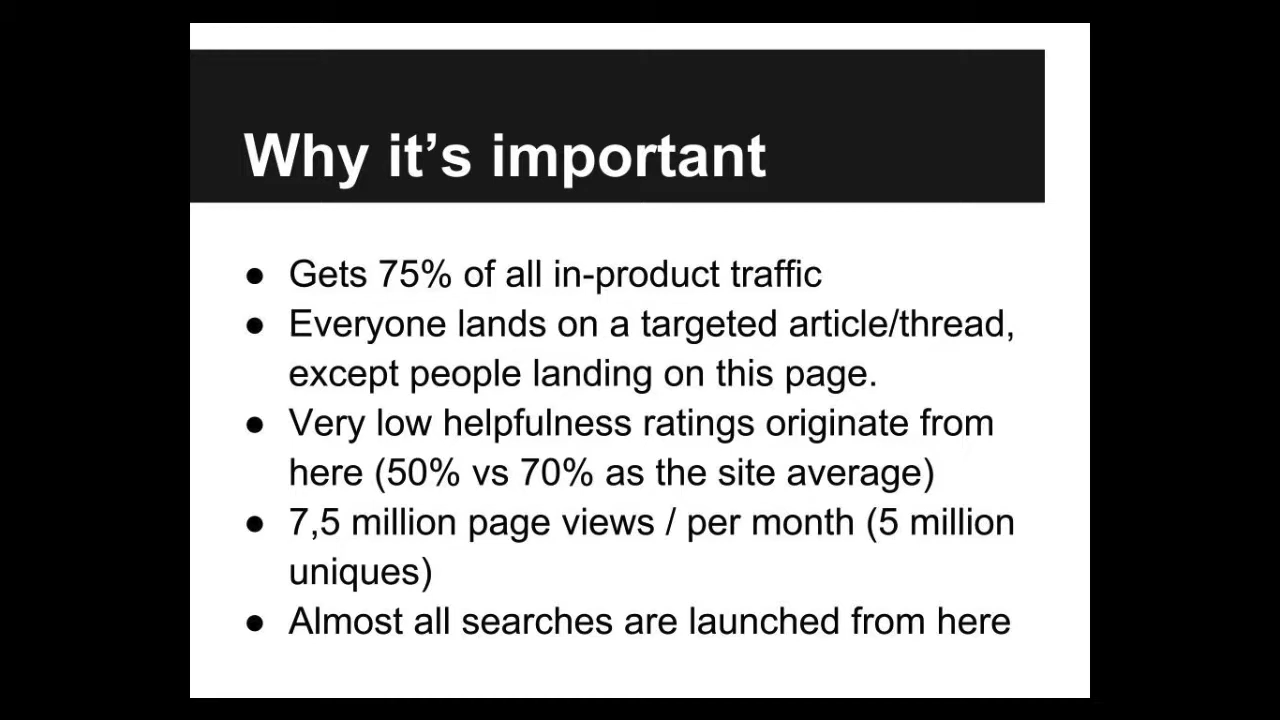 Why it’s important
● Gets 75% of all in-product traffic
● Everyone lands on a targeted article/thread,
except people landing on this page.
● Very low helpfulness ratings originate from
here (50% vs 70% as the site average)
● 7,5 million page views / per month (5 million
uniques)
● Almost all searches are launched from here